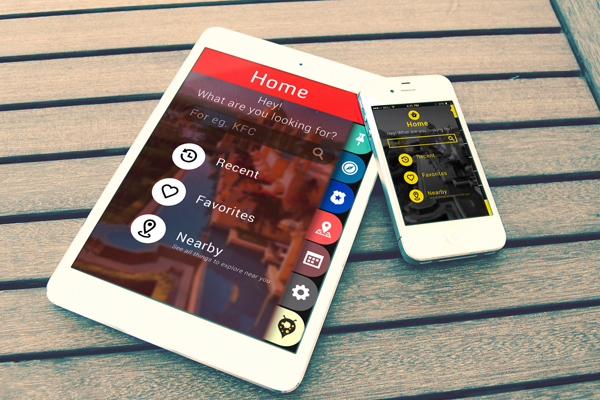 Home
Hey!
What are you looking for?
For eg. KFC
Recent
Favorites
Nearby
See all things to explore near you
Home
Hey! What are you looking for?
Recent
Favorites
Nearby